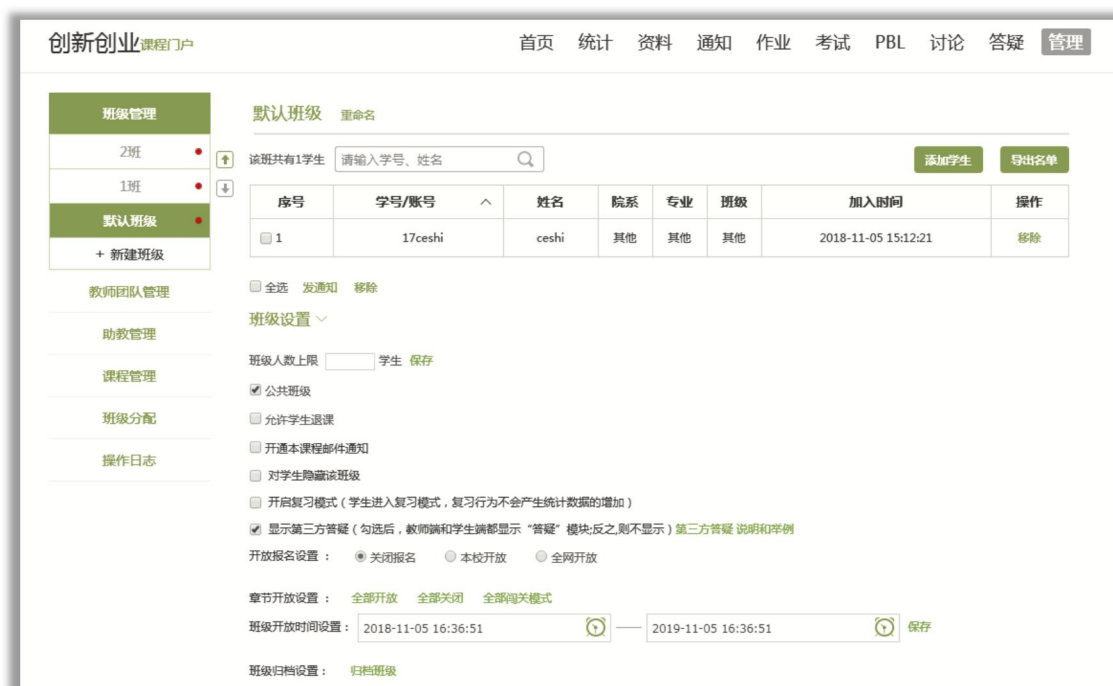 创新创业课程门户
首页 统计 资料 通知 作业 考试 PBL 讨论 答疑 管理
班级管理
2班
1班
默认班级
+ 新建班级
教师团队管理
助教管理
课程管理
班级分配
操作日志
默认班级 重命名
该班共有1学生 请输入学号、姓名 添加学生 导出名单
序号 学号/账号 姓名 院系 专业 班级 加入时间 操作
1 17ceshi ceshi 其他 其他 其他 2018-11-05 15:12:21 移除
全选 发通知 移除
班级设置
班级人数上限 学生 保存
公共班级
允许学生退课
开通本课程邮件通知
对学生隐藏该班级
开启复习模式（学生进入复习模式，复习行为不会产生统计数据的增加）
显示第三方答疑（勾选后，教师端和学生端都显示“答疑”模块;反之,则不显示）第三方答疑 说明和举例
开放报名设置： 关闭报名 本校开放 全网开放
章节开放设置： 全部开放 全部关闭 全部闯关模式
班级开放时间设置： 2018-11-05 16:36:51 2019-11-05 16:36:51 保存
班级归档设置： 归档班级